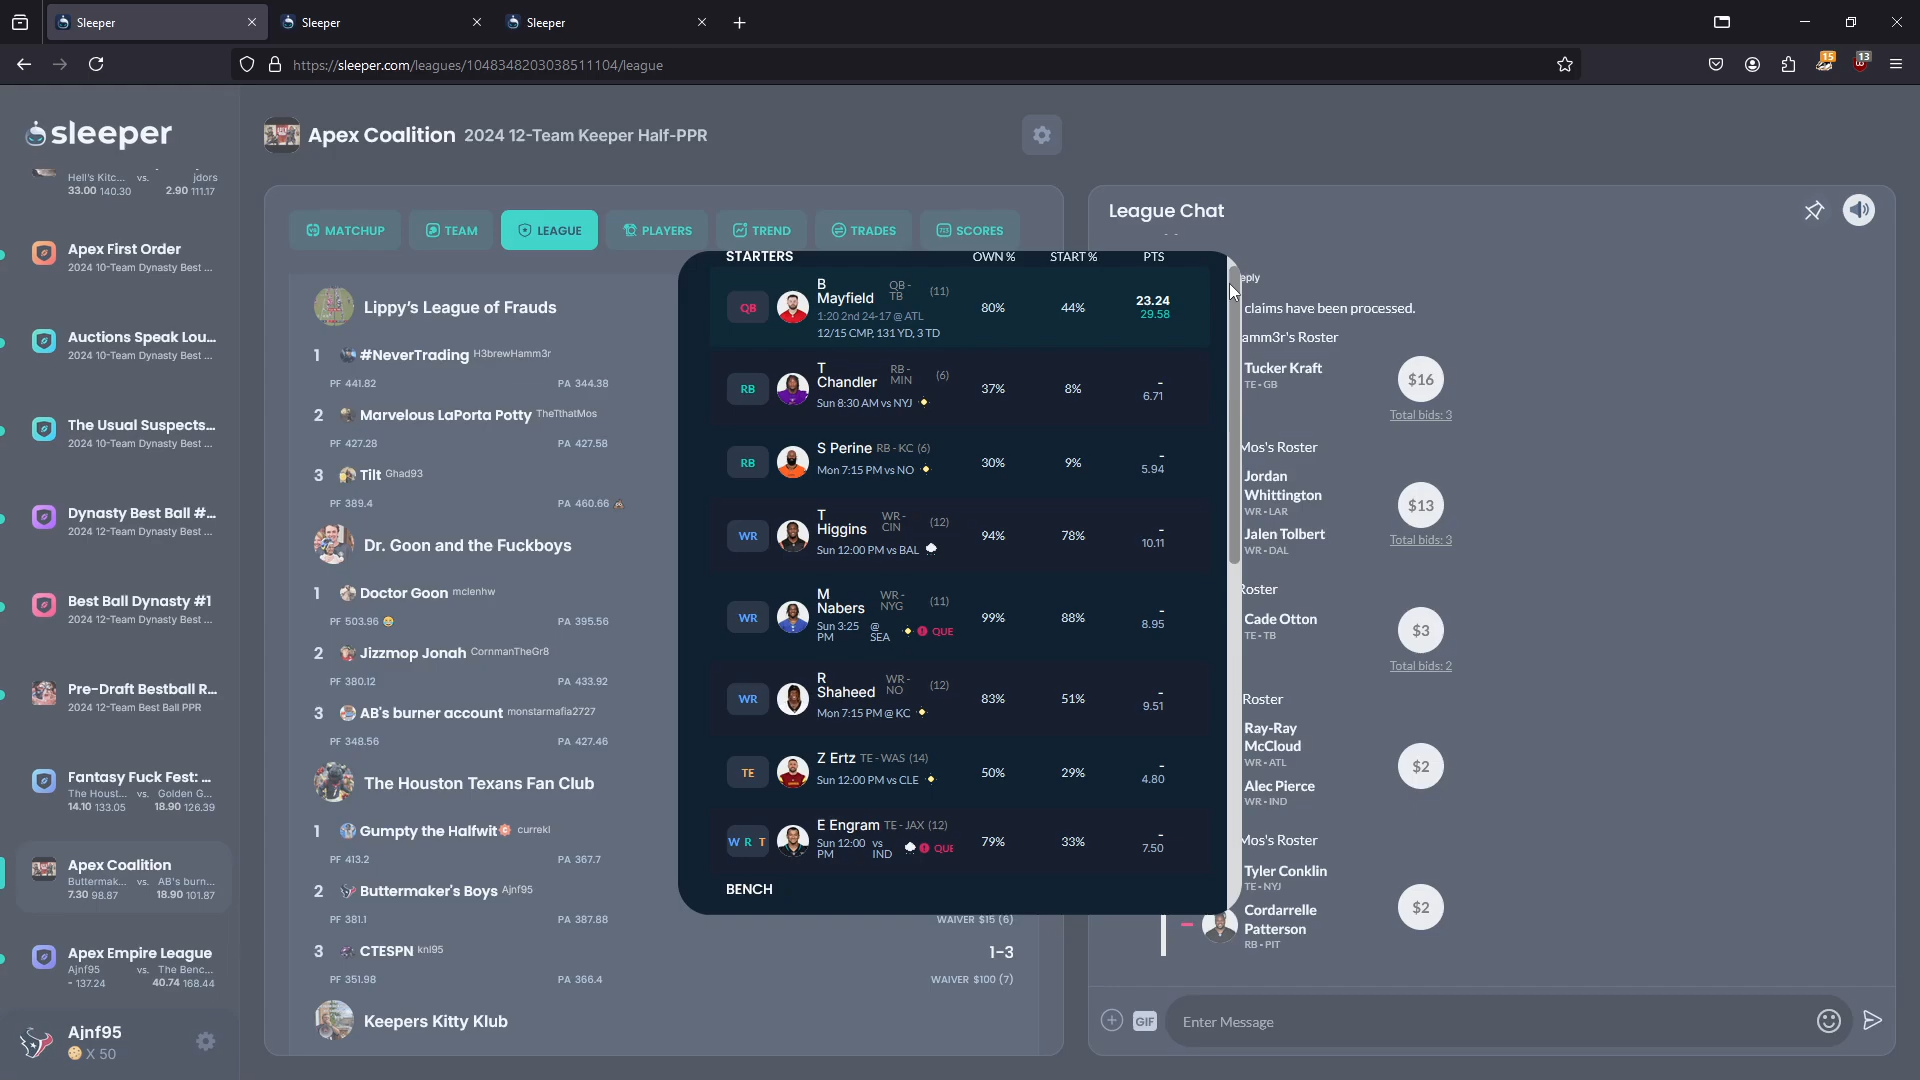 Sleeper
Sleeper
Sleeper
https://sleeper.com/leagues/1048348203038511104/league
15
13
sleeper
Hell's Kitc... vs. jdors
33.00 140.30 2.90 111.17
Apex First Order
2024 10-Team Dynasty Best ...
Auctions Speak Lou...
2024 10-Team Dynasty Best ...
The Usual Suspects...
2024 10-Team Dynasty Best ...
Dynasty Best Ball #...
2024 12-Team Dynasty Best ...
Best Ball Dynasty #1
2024 12-Team Dynasty Best ...
Pre-Draft Bestball R...
2024 12-Team Best Ball PPR
Fantasy Fuck Fest: ...
The Houst... vs. Golden G...
14.10 133.05 18.90 126.39
Apex Coalition
Buttermak... vs. AB's burn...
7.30 98.87 18.90 101.87
Apex Empire League
Ajnf95 vs. The Benc...
- 137.24 40.74 168.44
Ajnf95
X 50
Apex Coalition 2024 12-Team Keeper Half-PPR
MATCHUP TEAM LEAGUE PLAYERS TREND TRADES SCORES
Lippy's League of Frauds
1 #NeverTrading H3brewHamm3r
PF 441.82 PA 344.38
2 Marvelous LaPorta Potty TheTthatMos
PF 427.28 PA 427.58
3 Tilt Ghad93
PF 389.4 PA 460.66
Dr. Goon and the Fuckboys
1 Doctor Goon mclenhw
PF 503.96 PA 395.56
2 Jizzmop Jonah CornmanTheGr8
PF 380.12 PA 433.92
3 AB's burner account monstarmafia2727
PF 348.56 PA 427.46
The Houston Texans Fan Club
1 Gumpty the Halfwit currekl
PF 413.2 PA 367.7
2 Buttermaker's Boys Ajnf95
PF 381.1 PA 387.88 WAIVER $15 (6)
3 CTESPN knl95 1-3
PF 351.98 PA 366.4 WAIVER $100 (7)
Keepers Kitty Klub
STARTERS OWN % START % PTS
QB B Mayfield QB - TB (11) 80% 44% 23.24
1:20 2nd 24-17 @ ATL 29.58
12/15 CMP, 131 YD, 3 TD
RB T Chandler RB - MIN (6) 37% 8% -
Sun 8:30 AM vs NYJ 6.71
RB S Perine RB - KC (6) 30% 9% -
Mon 7:15 PM vs NO 5.94
WR T Higgins WR - CIN (12) 94% 78% -
Sun 12:00 PM vs BAL 10.11
WR M Nabers WR - NYG (11) 99% 88% -
Sun 3:25 PM @ SEA QUE 8.95
WR R Shaheed WR - NO (12) 83% 51% -
Mon 7:15 PM @ KC 9.51
TE Z Ertz TE - WAS (14) 50% 29% -
Sun 12:00 PM vs CLE 4.80
W R T E Engram TE - JAX (12) 79% 33% -
Sun 12:00 PM vs IND QUE 7.50
BENCH
League Chat
eply
claims have been processed.
amm3r's Roster
Tucker Kraft
TE - GB
$16
Total bids: 3
Mos's Roster
Jordan
Whittington
WR - LAR
Jalen Tolbert
WR - DAL
$13
Total bids: 3
Roster
Cade Otton
TE - TB
$3
Total bids: 2
Roster
Ray-Ray
McCloud
WR - ATL
Alec Pierce
WR - IND
$2
Mos's Roster
Tyler Conklin
TE - NYJ
Cordarrelle
Patterson
RB - PIT
$2
GIF
Enter Message